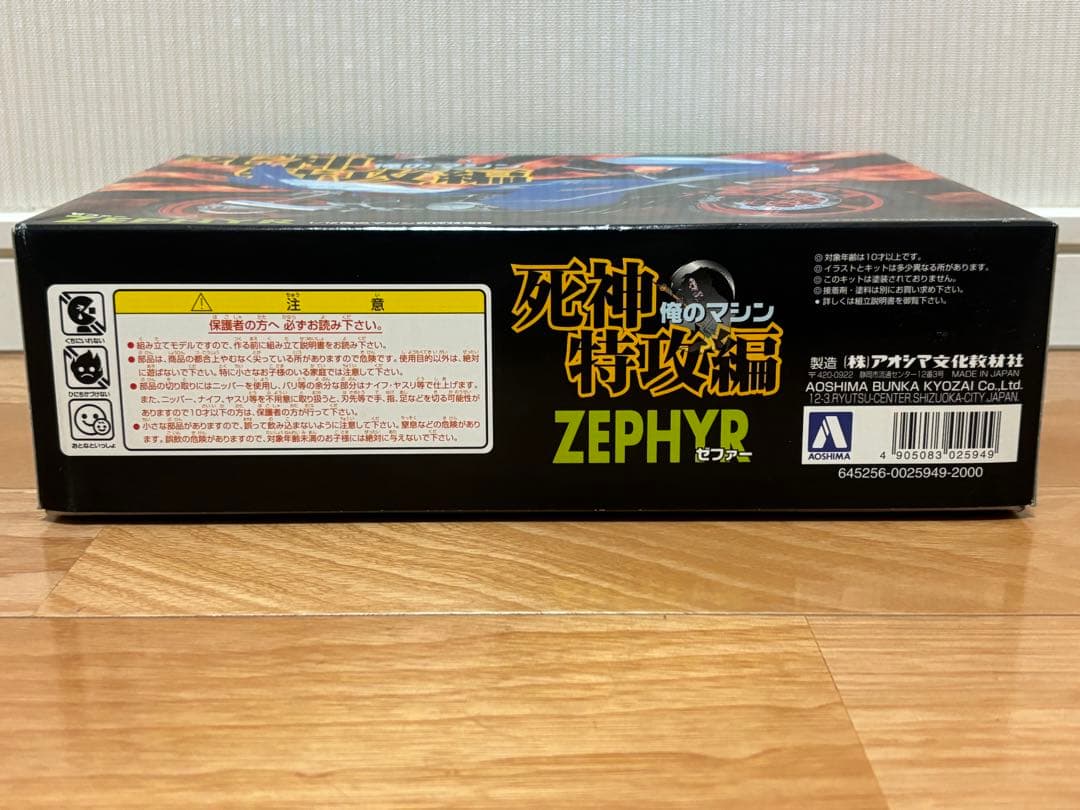 注意
保護者の方へ 必ずお読み下さい。
●組み立てモデルですので、作る前に組み立て説明書をお読み下さい。
●部品は、商品の都合上やむなく尖っている所がありますので危険です。使用目的以外は、絶対
に遊ばないで下さい。特に小さなお子様のいる家庭では注意して下さい。
●部品の切り取りにはニッパーを使用し、バリ等の余分な部分はナイフ・ヤスリ等で仕上げます。
また、ニッパー、ナイフ、ヤスリ等を不用意に取り扱うと、刃先等で手、指、足などを切る可能性が
ありますので10才以下の方は、保護者の方が行って下さい。
●小さな部品がありますので、誤って飲み込まないように注意して下さい。窒息などの危険があり
ます。誤飲の危険がありますので、対象年齢未満のお子様には絶対に与えないで下さい。
くちにいれない
ひにちかづけない
おとなといっしょ
死神
俺のマシン
特攻編
ZEPHYR
ゼファー
◎対象年齢は10才以上です。
◎イラストとキットは多少異なる所があります。
◎このキットは塗装されておりません。
◎接着剤・塗料は別にお買い求め下さい。
●詳しくは組立説明書を御覧下さい。
製造 (株)アオシマ文化教材社
〒420-0922 静岡市流通センター12番3号 MADE IN JAPAN
AOSHIMA BUNKA KYOZAI Co.,Ltd.
12-3.RYUTSU-CENTER.SHIZUOKA-CITY JAPAN.
AOSHIMA
4 905083 025949
645256-0025949-2000